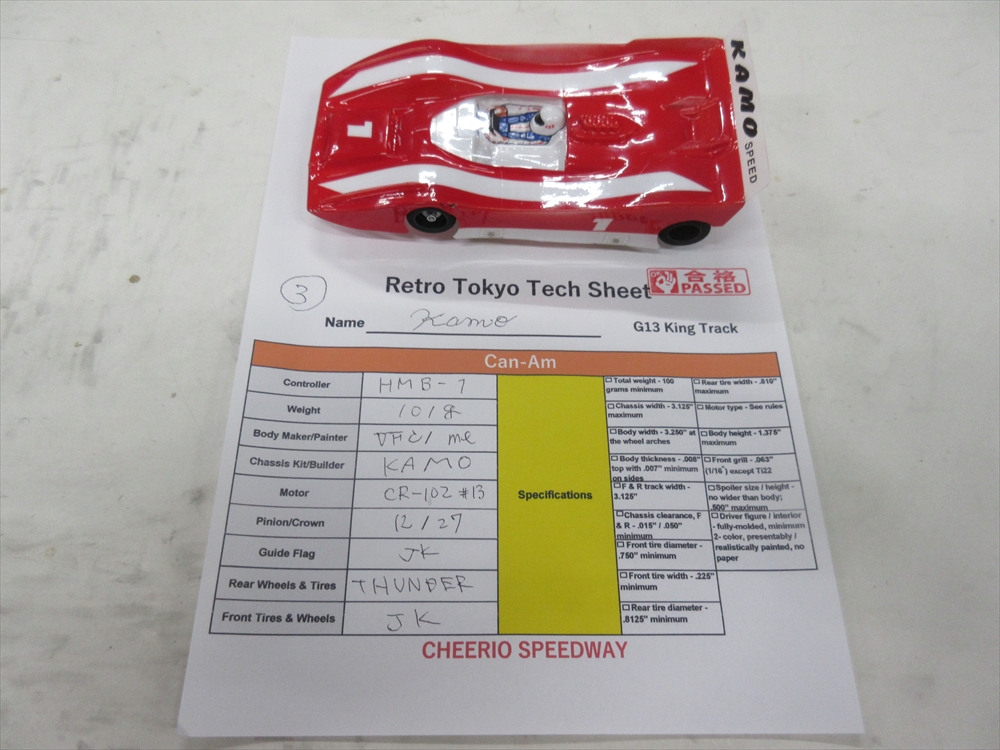 KAMO SPEED
1
1
3
Retro Tokyo Tech Sheet
合格
PASSED
Name Kamo
G13 King Track
Can-Am
Controller HMB-1
Weight 101g
Body Maker/Painter me
Chassis Kit/Builder KAMO
Motor CR-102 #13
Pinion/Crown 12/27
Guide Flag JK
Rear Wheels & Tires THUNDER
Front Tires & Wheels JK
Specifications
☐ Total weight - 100
grams minimum
☐ Chassis width - 3.125"
maximum
☐ Body width - 3.250" at
the wheel arches
☐ Body thickness - .008"
top with .007" minimum
on sides
☐ F & R track width -
3.125"
☐ Chassis clearance, F
& R - .015" / .050"
minimum
☐ Front tire diameter -
.750" minimum
☐ Front tire width - .225"
minimum
☐ Rear tire diameter -
.8125" minimum
☐ Rear tire width - .810"
maximum
☐ Motor type - See rules
☐ Body height - 1.375"
maximum
☐ Front grill - .063"
(1/16") except Ti22
☐ Spoiler size / height -
no wider than body;
.500" maximum
☐ Driver figure / interior
- fully-molded, minimum
2- color, presentably /
realistically painted, no
paper
CHEERIO SPEEDWAY